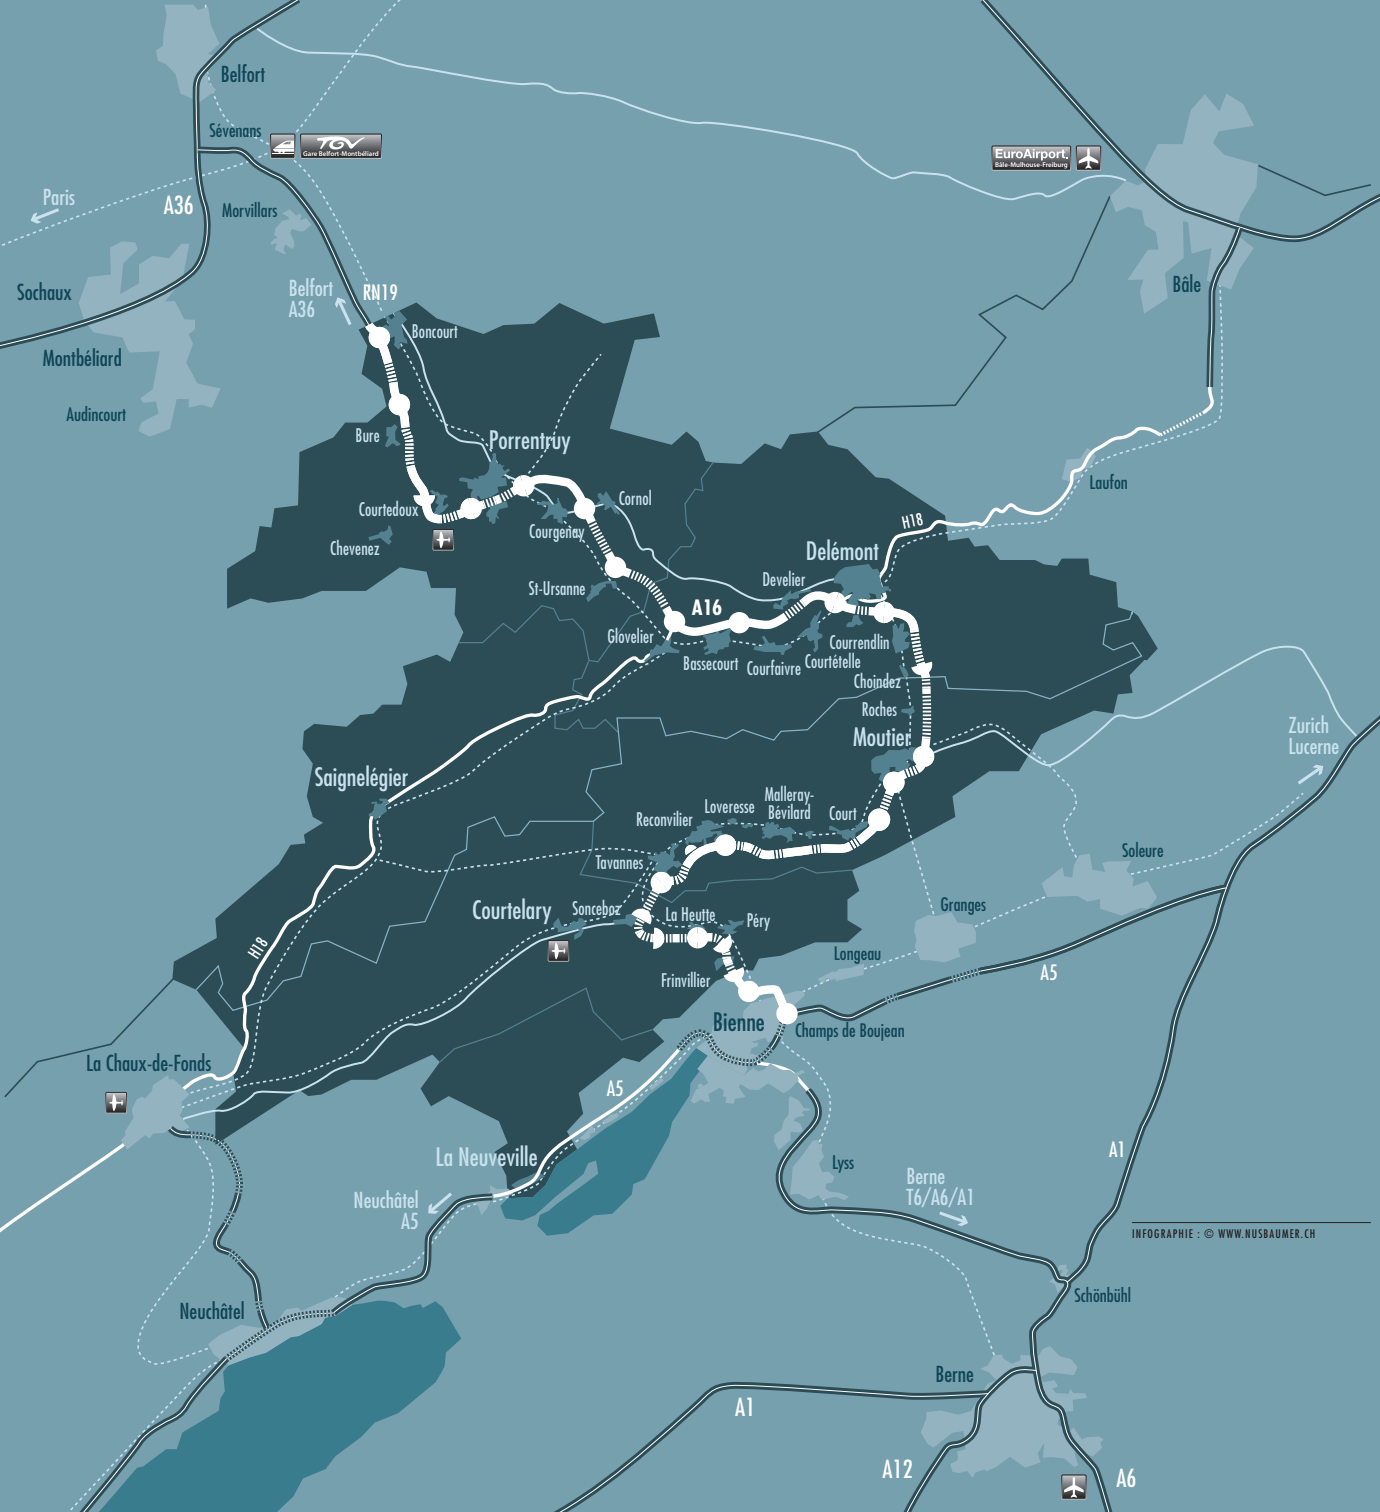 Belfort
Sévenans
TGV
Gare Belfort-Montbéliard
EuroAirport.
Bâle-Mulhouse-Freiburg
Paris
A36
Morvillars
Sochaux
Belfort
A36
RN19
Bâle
Boncourt
Montbéliard
Audincourt
Bure
Porrentruy
Laufon
Cornol
Courtedoux
Courgenay
H18
Chevenez
Delémont
Develier
St-Ursanne
A16
Glovelier
Courrendlin
Bassecourt
Courfaivre
Courtételle
Choindez
Roches
Moutier
Zurich
Lucerne
Saignelégier
Malleray-
Bévilard
Loveresse
Reconvilier
Court
Tavannes
Soleure
Courtelary
Sonceboz
La Heutte
Péry
Granges
H18
Longeau
A5
Frinvillier
Bienne
Champs de Boujean
La Chaux-de-Fonds
A5
A1
La Neuveville
Lyss
Berne
T6/A6/A1
Neuchâtel
A5
INFOGRAPHIE : © WWW.NUSBAUMER.CH
Schönbühl
Neuchâtel
Berne
A1
A12
A6